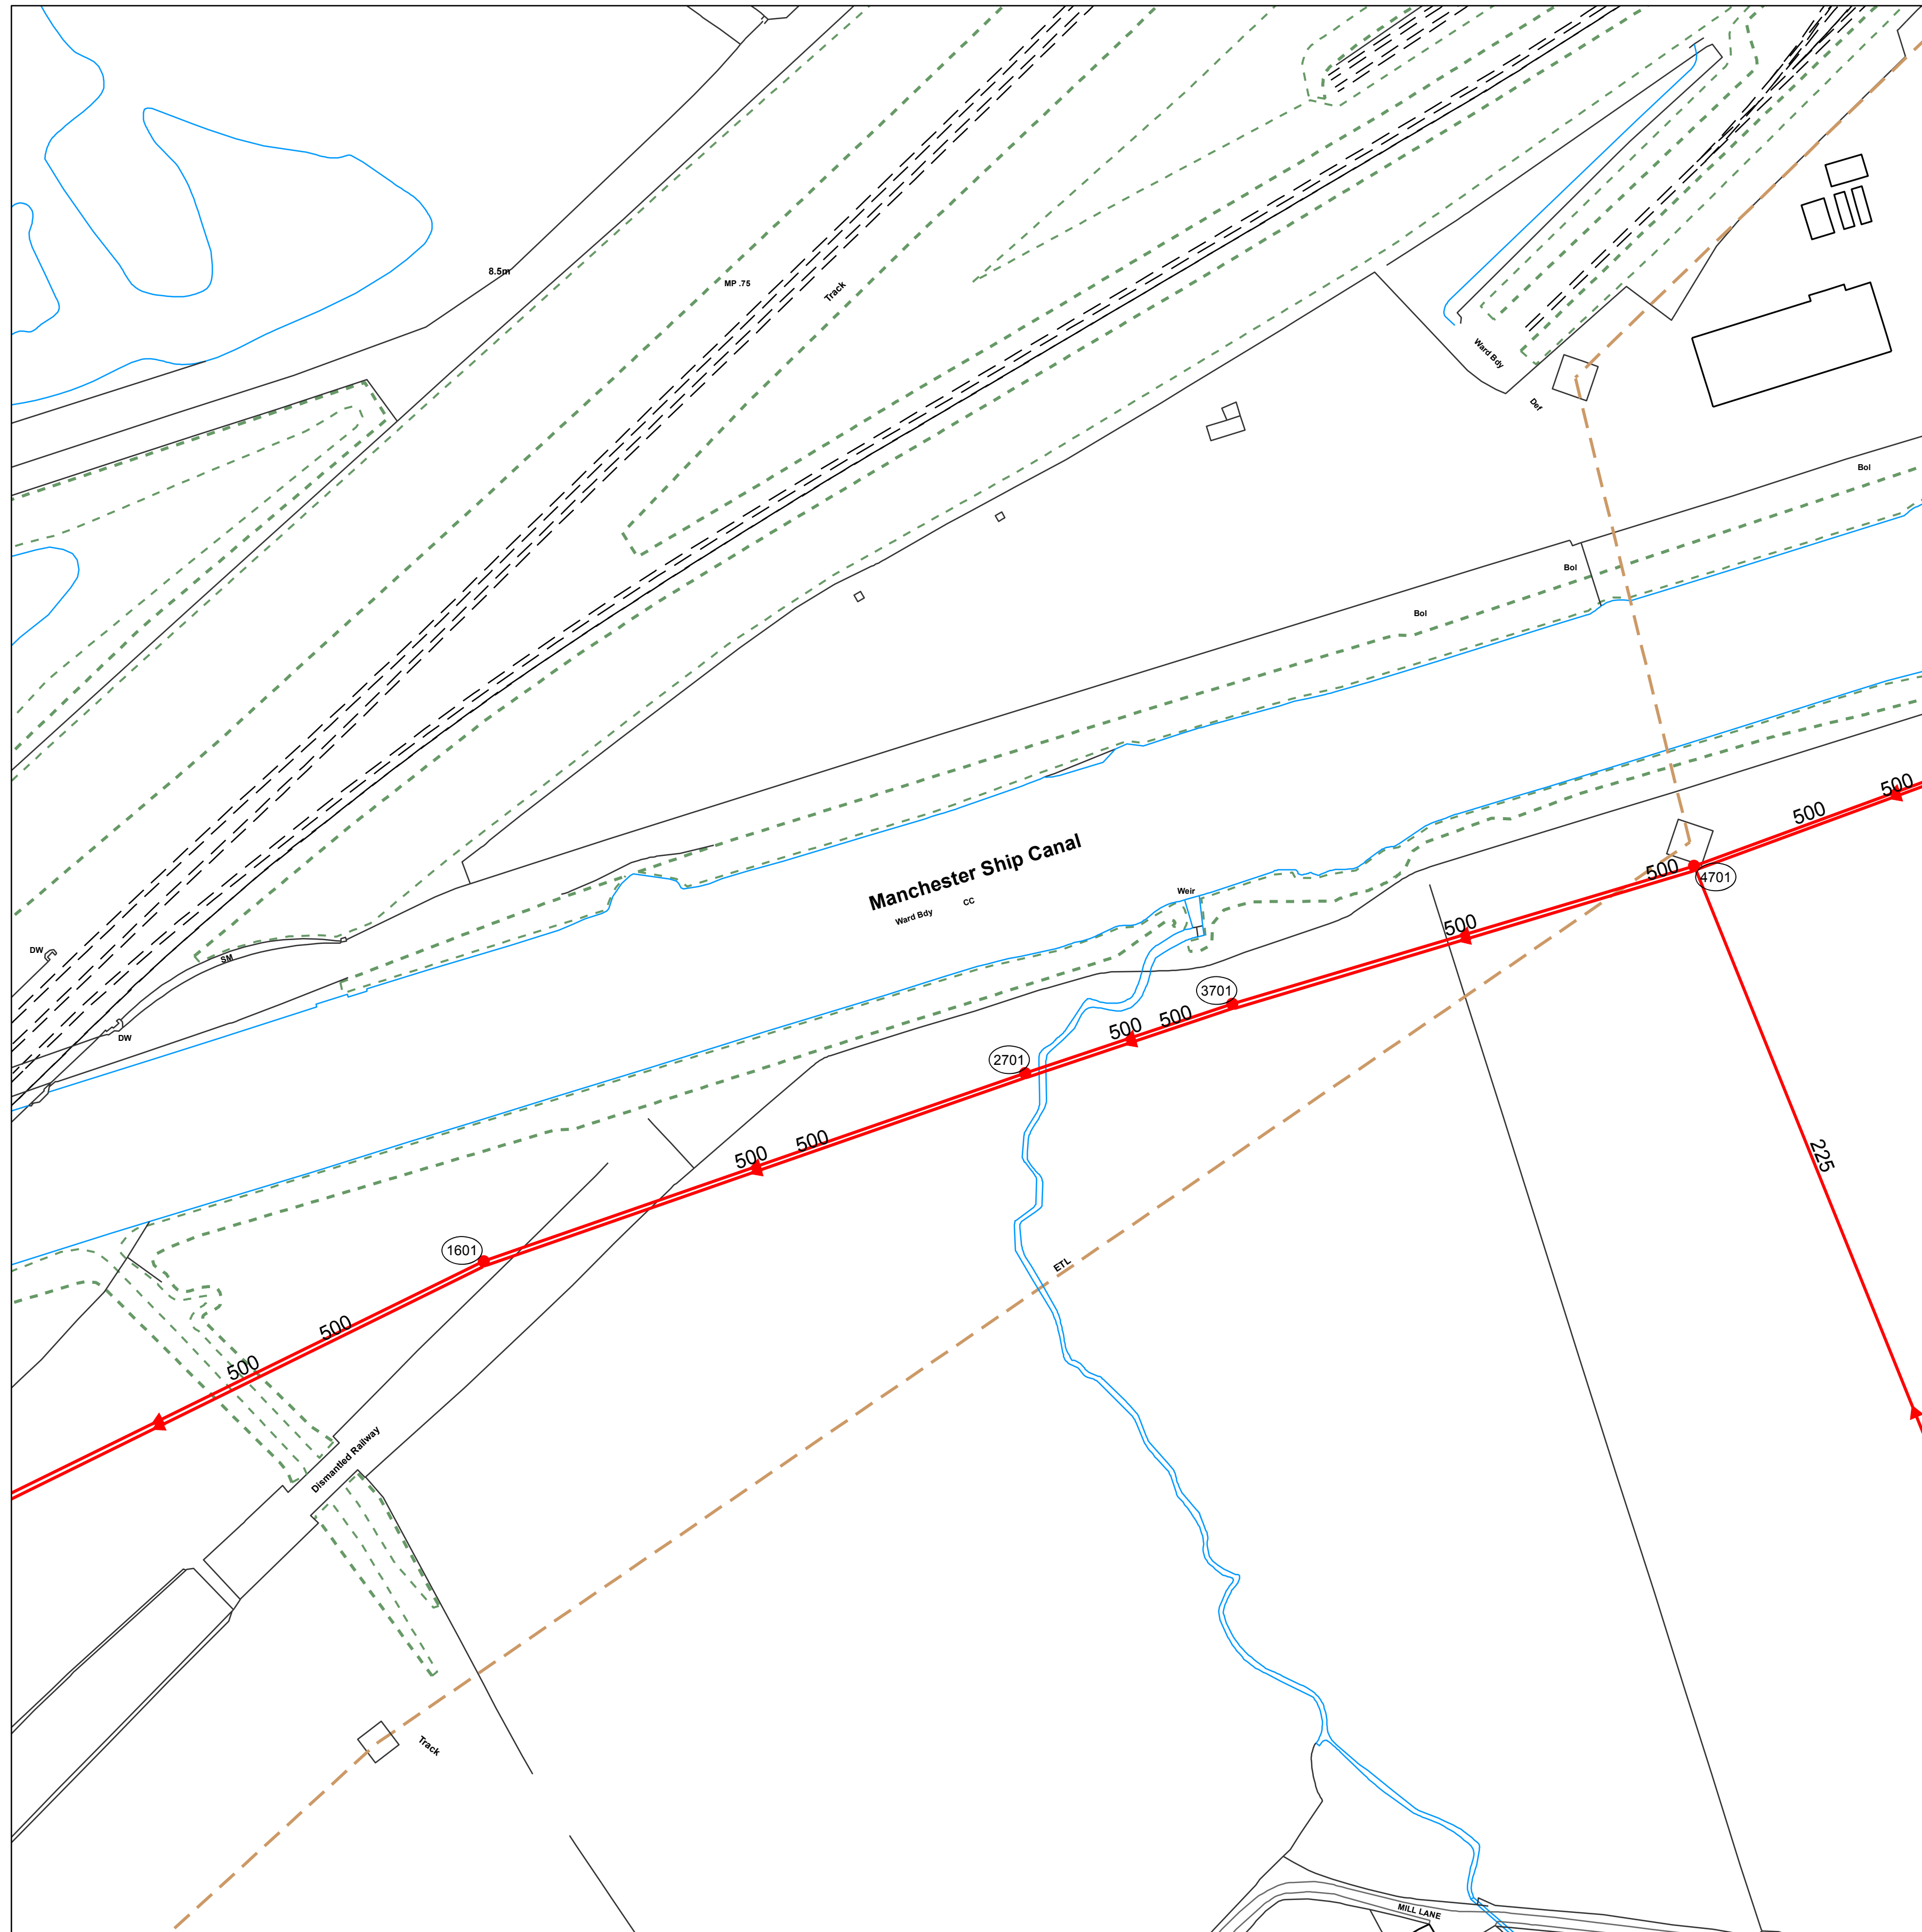 8.5m
MP .75
Track
Ward Bdy
Def
Bol
Bol
Bol
500
500
Manchester Ship Canal
Ward Bdy
CC
Weir
500
4701
500
DW
SM
3701
500
500
DW
2701
500
500
225
1601
ETL
500
500
Dismantled Railway
Track
MILL LANE